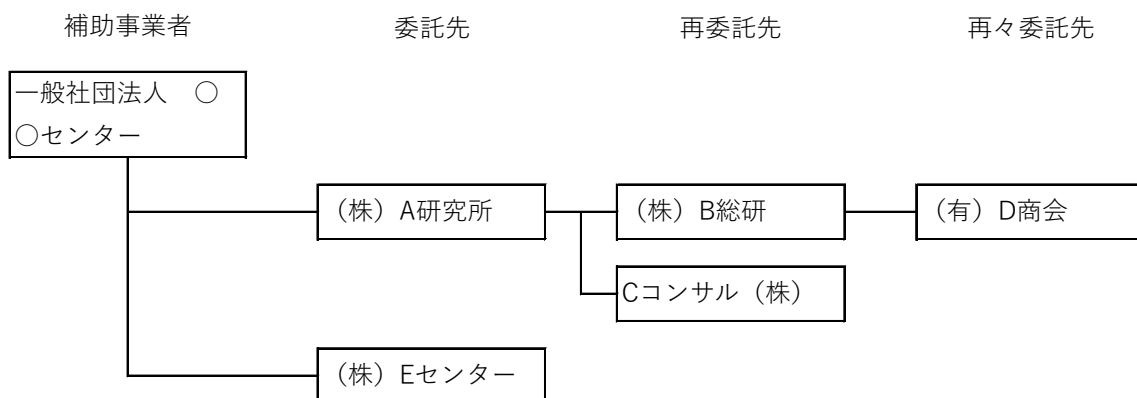 補助事業者 委託先 再委託先 再々委託先
一般社団法人　○
○センター
（株）A研究所 （株）B総研 （有）D商会
Cコンサル（株）
（株）Eセンター